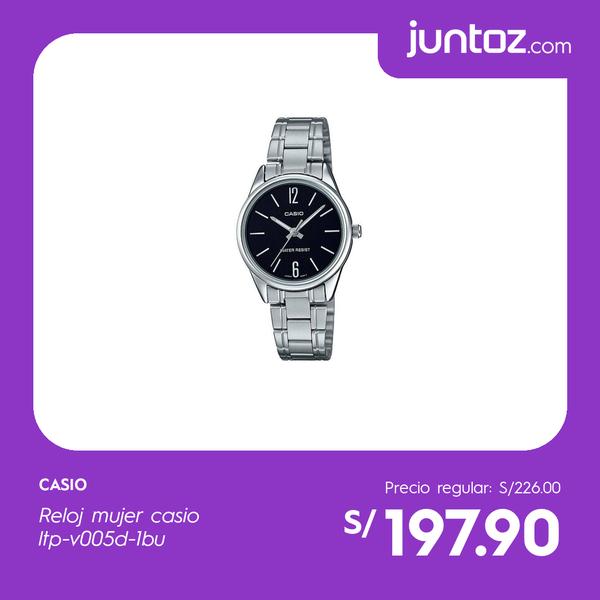 juntoz.com
12
CASIO
WATER RESIST
6
CASIO
Reloj mujer casio
ltp-v005d-1bu
Precio regular: S/226.00
S/197.90